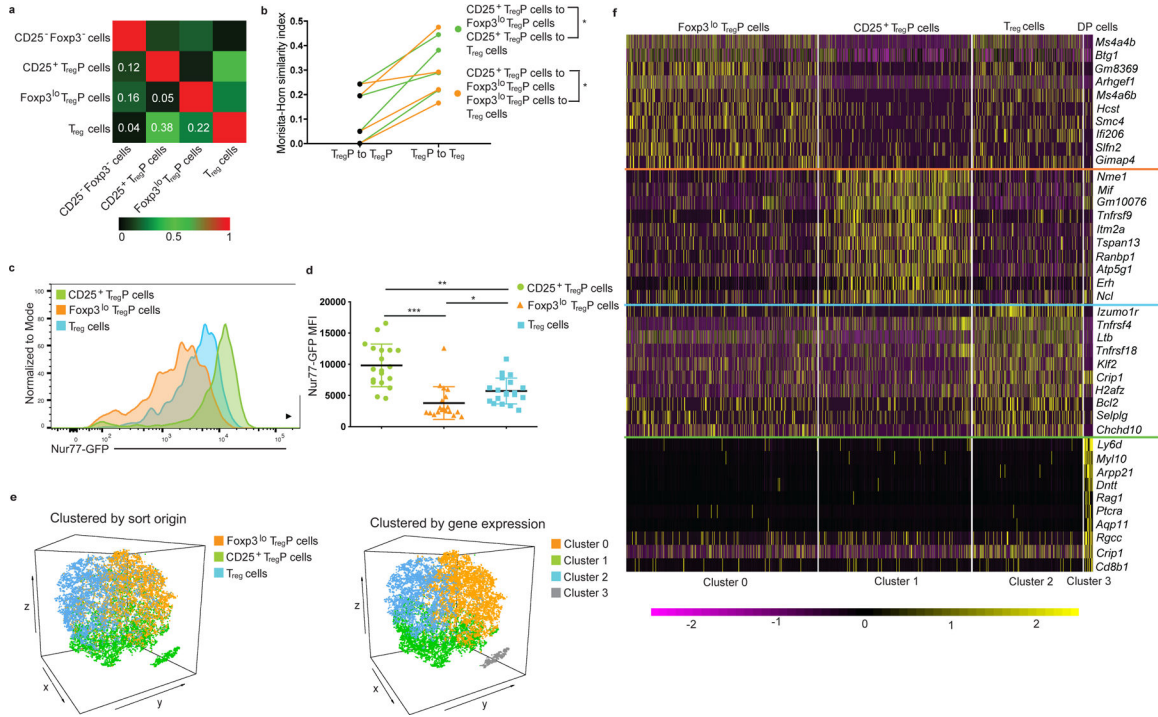 a
CD25⁻ Foxp3⁻ cells
CD25⁺ TregP cells
Foxp3ˡᵒ TregP cells
Treg cells
0.12
0.16 0.05
0.04 0.38 0.22
CD25⁻ Foxp3⁻ cells
CD25⁺ TregP cells
Foxp3ˡᵒ TregP cells
Treg cells
0 0.5 1
b
Morisita-Horn similarity index
0.5
0.4
0.3
0.2
0.1
0.0
TregP to TregP
TregP to Treg
CD25⁺ TregP cells to
Foxp3ˡᵒ TregP cells
CD25⁺ TregP cells to
Treg cells
*
CD25⁺ TregP cells to
Foxp3ˡᵒ TregP cells
Foxp3ˡᵒ TregP cells to
Treg cells
*
c
CD25⁺ TregP cells
Foxp3ˡᵒ TregP cells
Treg cells
Normalized to Mode
100
80
60
40
20
0
0 10² 10³ 10⁴ 10⁵
Nur77-GFP
d
Nur77-GFP MFI
20000
15000
10000
5000
0
**
***
*
CD25⁺ TregP cells
Foxp3ˡᵒ TregP cells
Treg cells
e
Clustered by sort origin
Foxp3ˡᵒ TregP cells
CD25⁺ TregP cells
Treg cells
z
x
y
Clustered by gene expression
Cluster 0
Cluster 1
Cluster 2
Cluster 3
z
x
y
f
Foxp3ˡᵒ TregP cells CD25⁺ TregP cells Treg cells DP cells
Ms4a4b
Btg1
Gm8369
Arhgef1
Ms4a6b
Hcst
Smc4
Ifi206
Slfn2
Gimap4
Nme1
Mif
Gm10076
Tnfrsf9
Itm2a
Tspan13
Ranbp1
Atp5g1
Erh
Ncl
Izumo1r
Tnfrsf4
Ltb
Tnfrsf18
Klf2
Crip1
H2afz
Bcl2
Selplg
Chchd10
Ly6d
Myl10
Arpp21
Dntt
Rag1
Ptcra
Aqp11
Rgcc
Crip1
Cd8b1
Cluster 0 Cluster 1 Cluster 2 Cluster 3
-2 -1 0 1 2